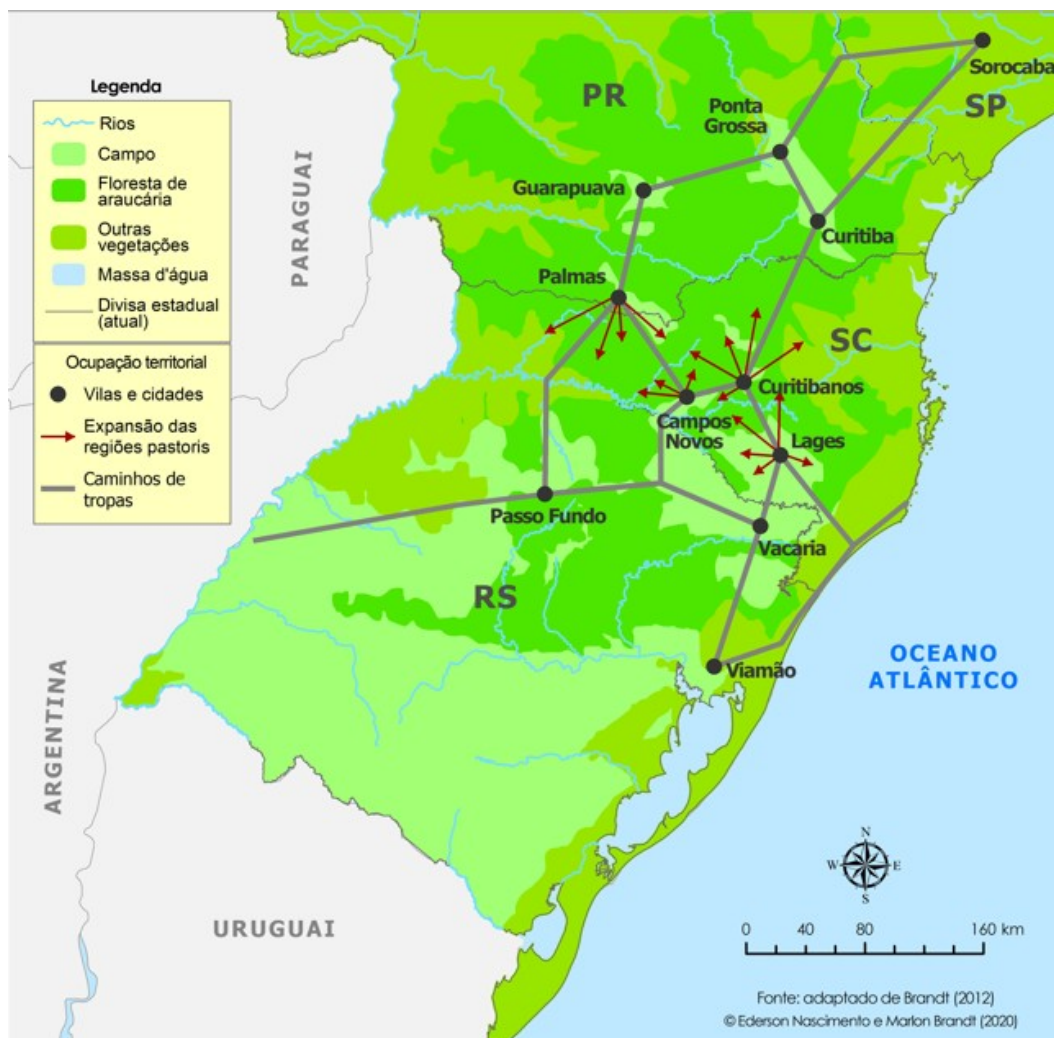 Legenda
Rios
Campo
Floresta de
araucária
Outras
vegetações
Massa d'água
Divisa estadual
(atual)
Ocupação territorial
Vilas e cidades
Expansão das
regiões pastoris
Caminhos de
tropas
PARAGUAI
ARGENTINA
URUGUAI
PR
SP
SC
RS
Sorocaba
Ponta
Grossa
Guarapuava
Curitiba
Palmas
Curitibanos
Campos
Novos
Lages
Passo Fundo
Vacaria
Viamão
OCEANO
ATLÂNTICO
N
W
E
S
0 40 80 160 km
Fonte: adaptado de Brandt (2012)
© Ederson Nascimento e Marlon Brandt (2020)